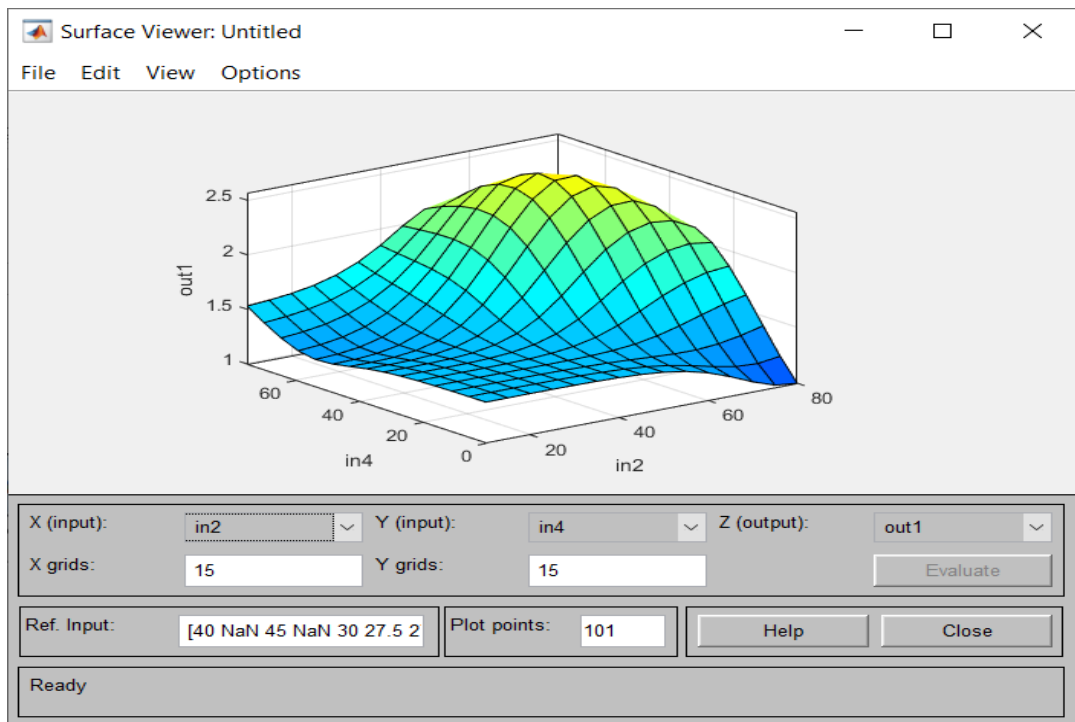 Surface Viewer: Untitled
File Edit View Options
2.5
2
1.5
1
out1
60
40
20
0
in4
20
40
60
80
in2
X (input): in2 Y (input): in4 Z (output): out1
X grids: 15 Y grids: 15 Evaluate
Ref. Input: [40 NaN 45 NaN 30 27.5 2 Plot points: 101 Help Close
Ready